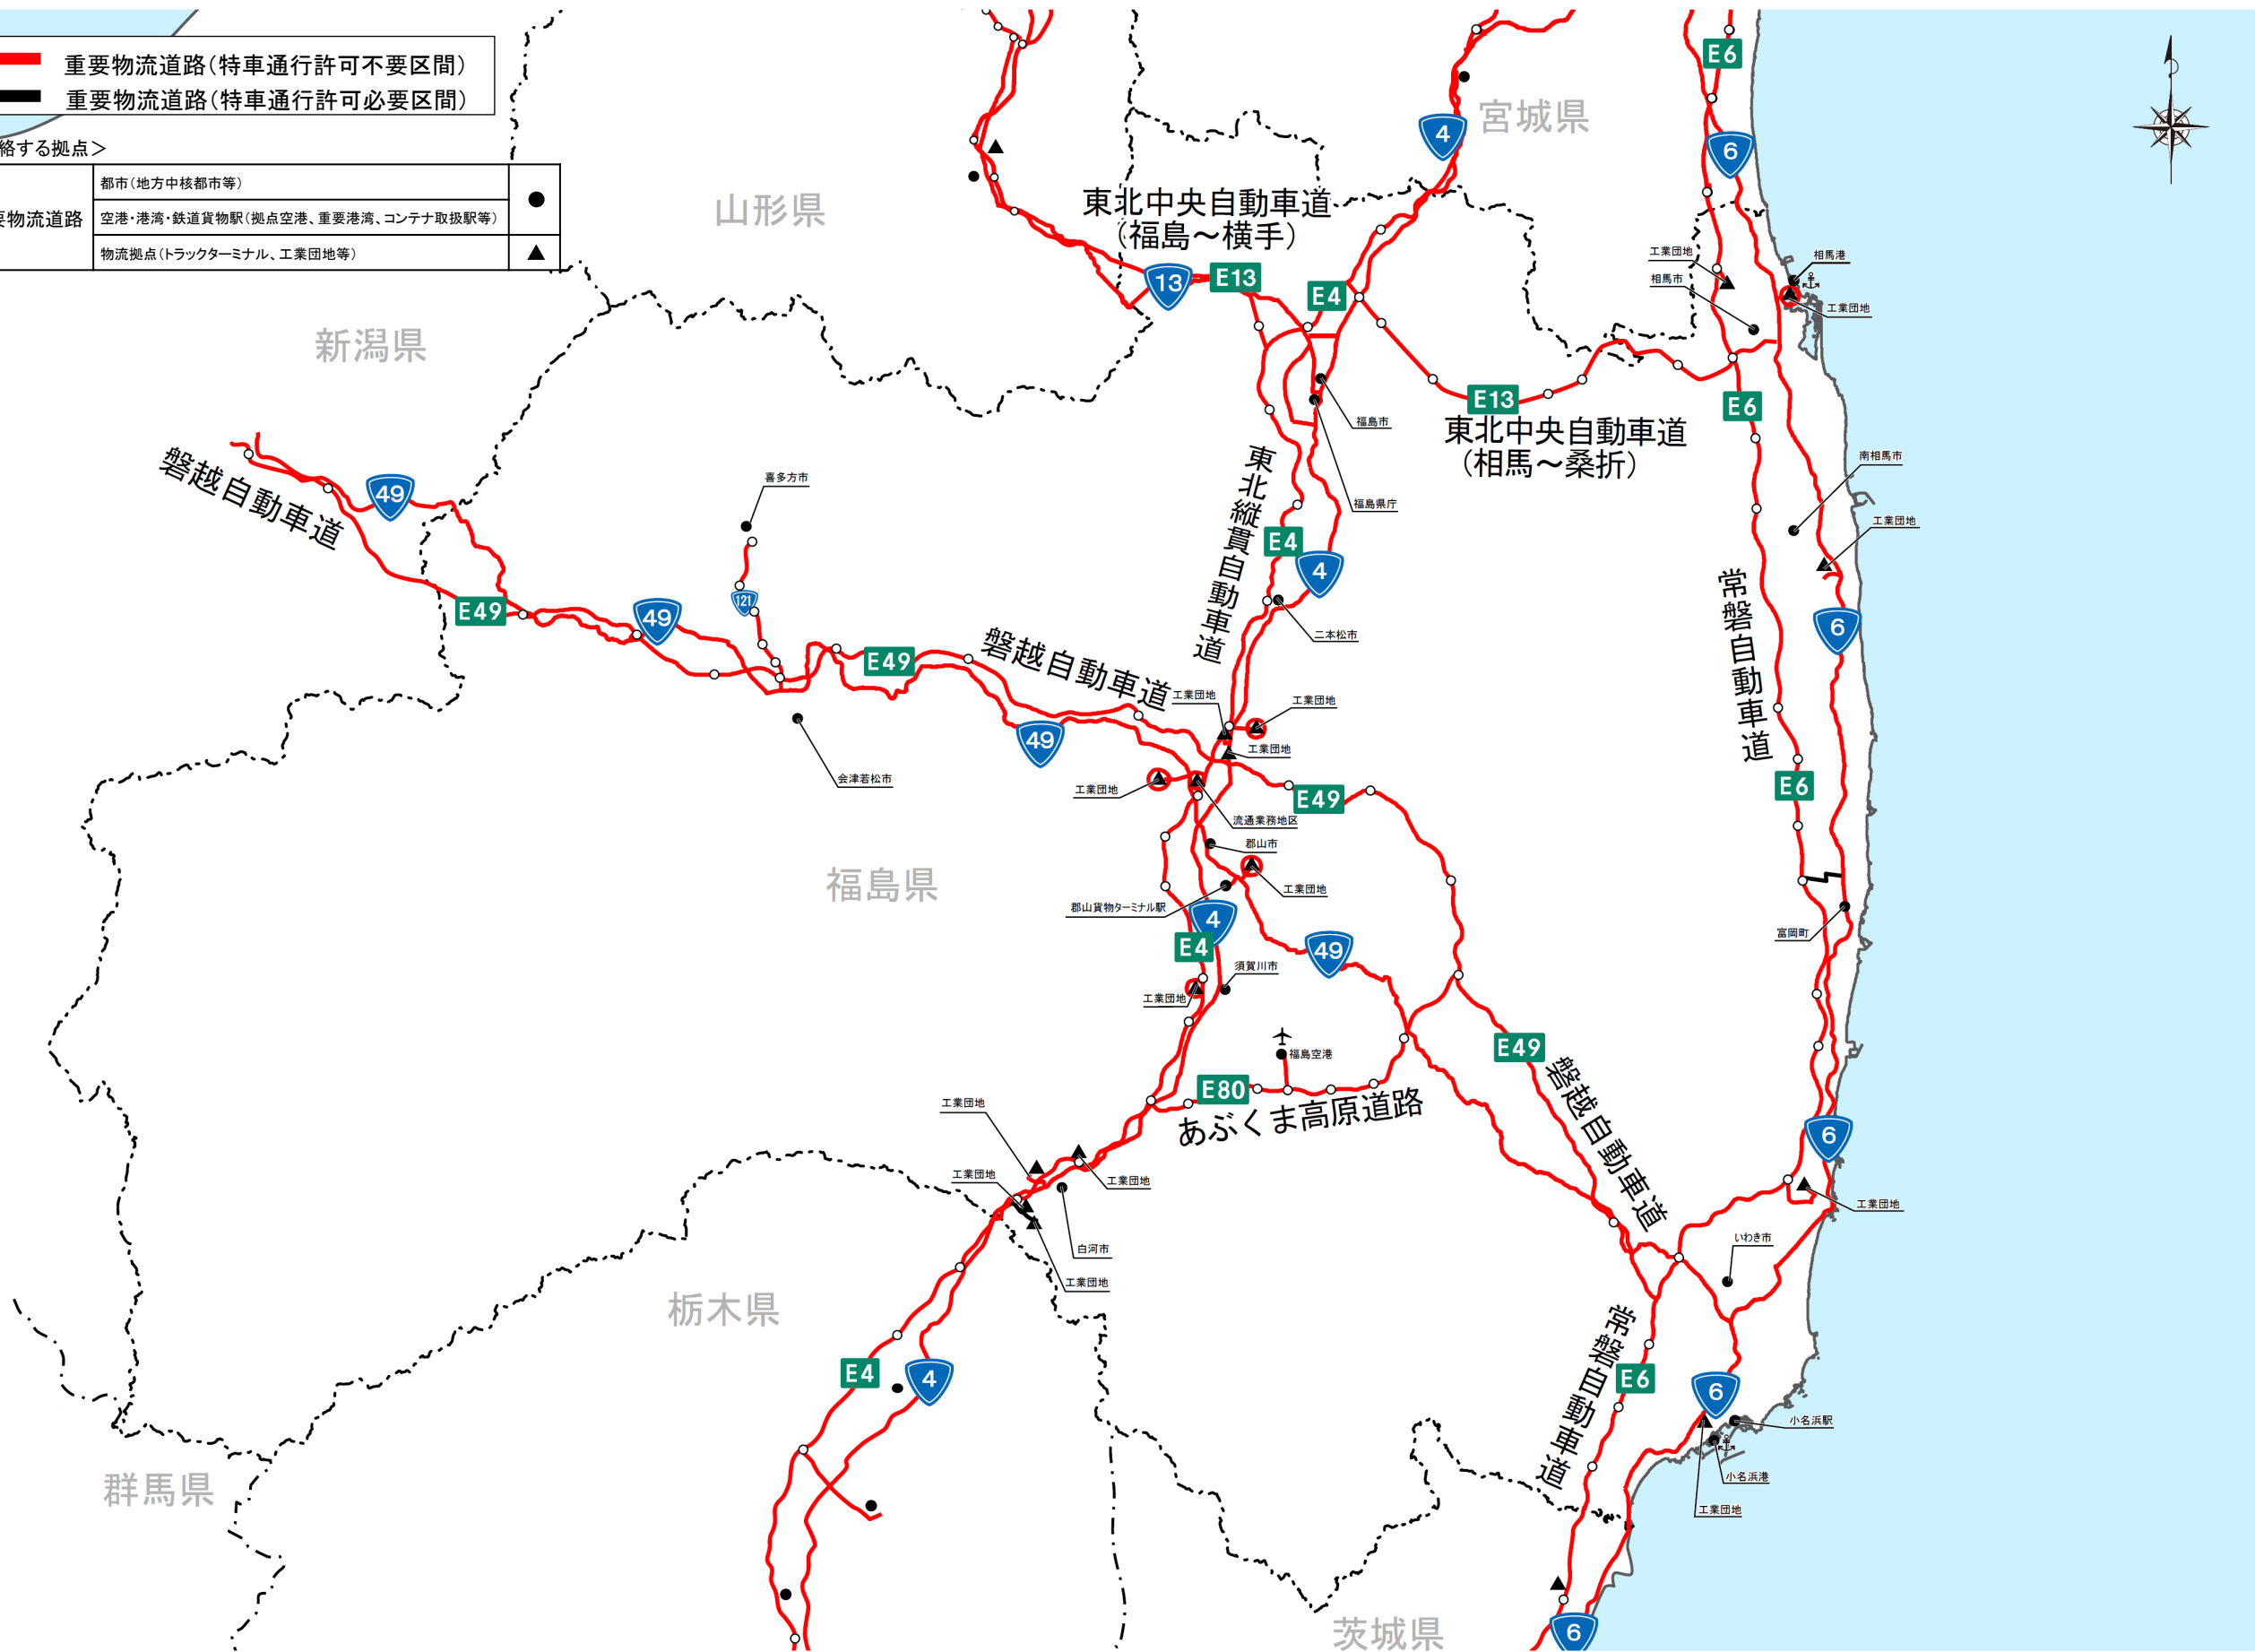 重要物流道路(特車通行許可不要区間)
重要物流道路(特車通行許可必要区間)
絡する拠点>
要物流道路
都市(地方中核都市等)
●
空港・港湾・鉄道貨物駅(拠点空港、重要港湾、コンテナ取扱駅等)
物流拠点(トラックターミナル、工業団地等)
▲
E6
4
宮城県
6
山形県
東北中央自動車道
(福島~横手)
13
E13
E4
工業団地
相馬市
相馬港
工業団地
新潟県
E13
東北中央自動車道
(相馬~桑折)
E6
福島市
福島県庁
南相馬市
工業団地
磐越自動車道
49
喜多方市
東北縦貫自動車道
E4
4
常磐自動車道
6
E49
49
121
二本松市
E49
磐越自動車道
工業団地
工業団地
49
工業団地
会津若松市
工業団地
E49
E6
流通業務地区
郡山市
福島県
工業団地
郡山貨物ターミナル駅
4
E4
49
富岡町
須賀川市
工業団地
福島空港
E49
磐越自動車道
E80
あぶくま高原道路
工業団地
6
工業団地
工業団地
工業団地
白河市
いわき市
工業団地
栃木県
常磐自動車道
E4
4
E6
6
小名浜駅
小名浜港
工業団地
群馬県
茨城県
6